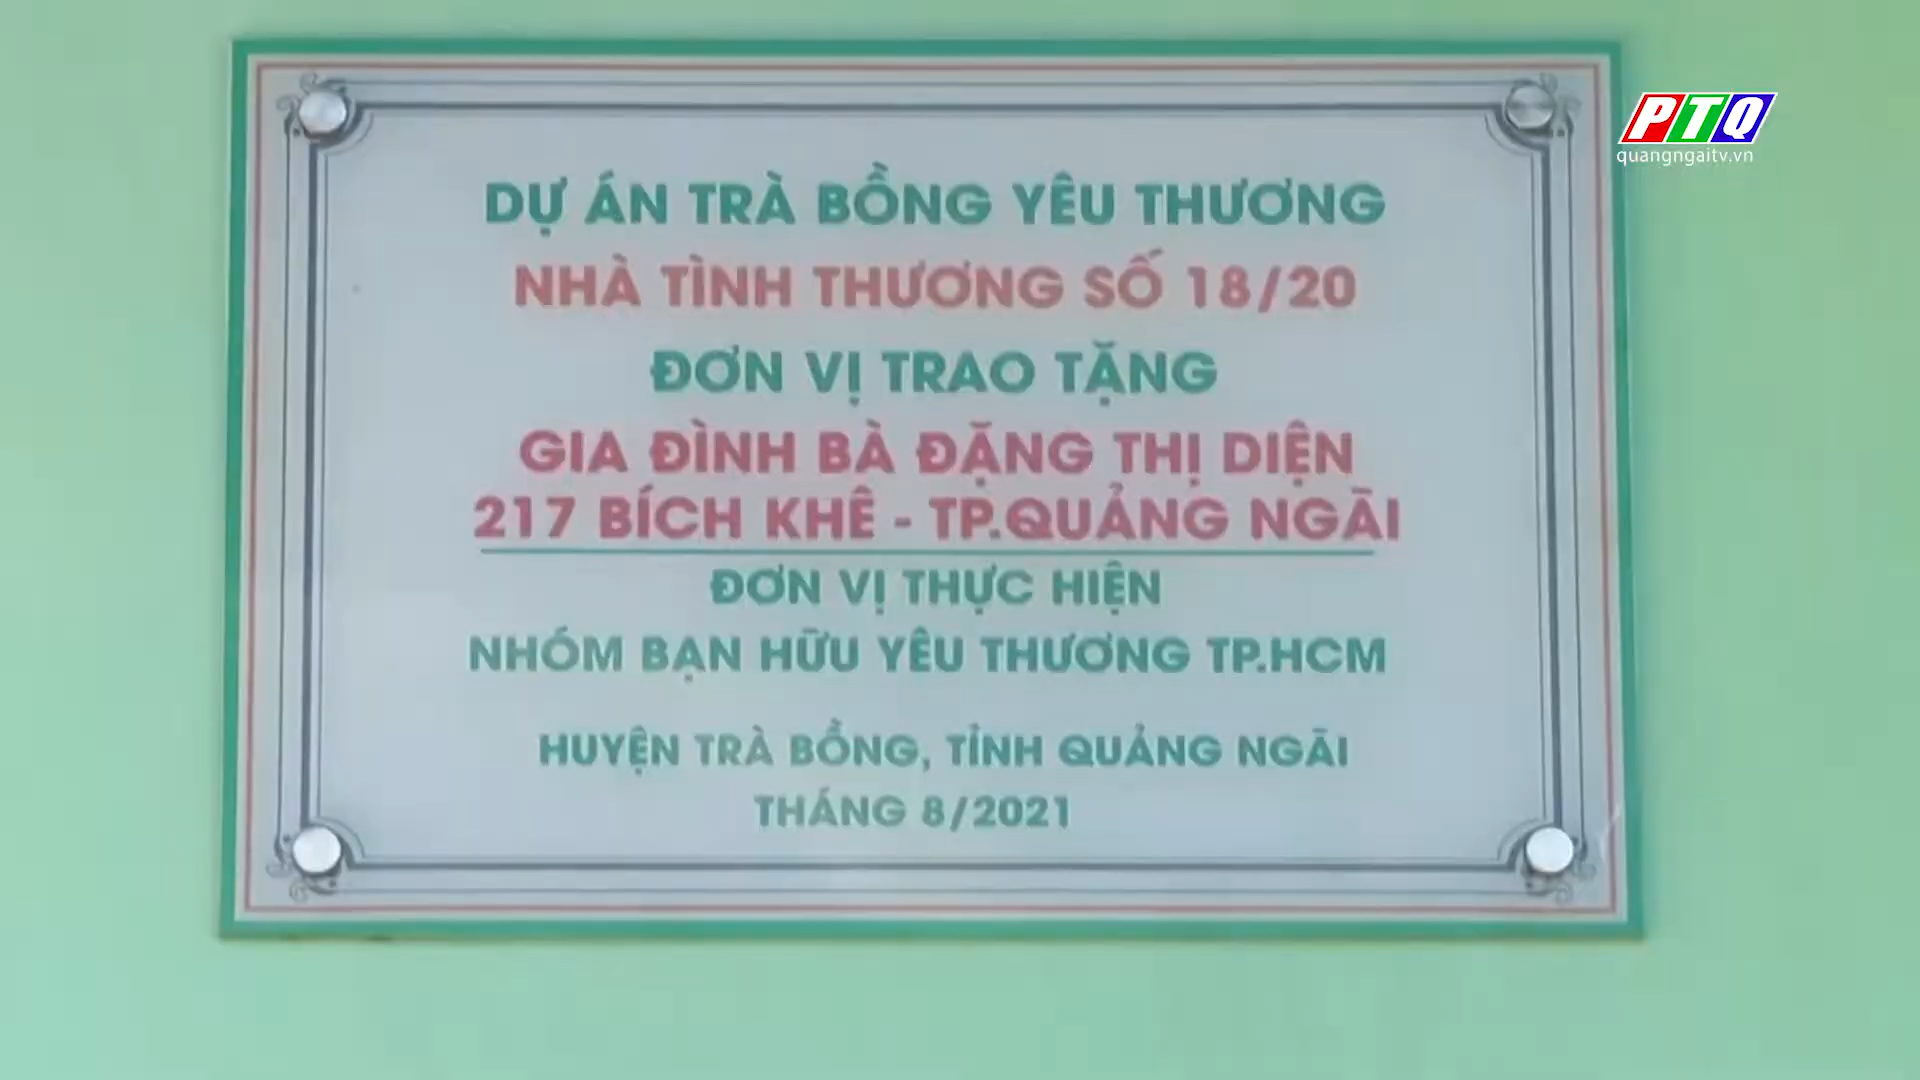 PTQ
quangngaitv.vn
DỰ ÁN TRÀ BỒNG YÊU THƯƠNG
NHÀ TÌNH THƯƠNG SỐ 18/20
ĐƠN VỊ TRAO TẶNG
GIA ĐÌNH BÀ ĐẶNG THỊ DIỆN
217 BÍCH KHÊ - TP.QUẢNG NGÃI
ĐƠN VỊ THỰC HIỆN
NHÓM BẠN HỮU YÊU THƯƠNG TP.HCM
HUYỆN TRÀ BỒNG, TỈNH QUẢNG NGÃI
THÁNG 8/2021